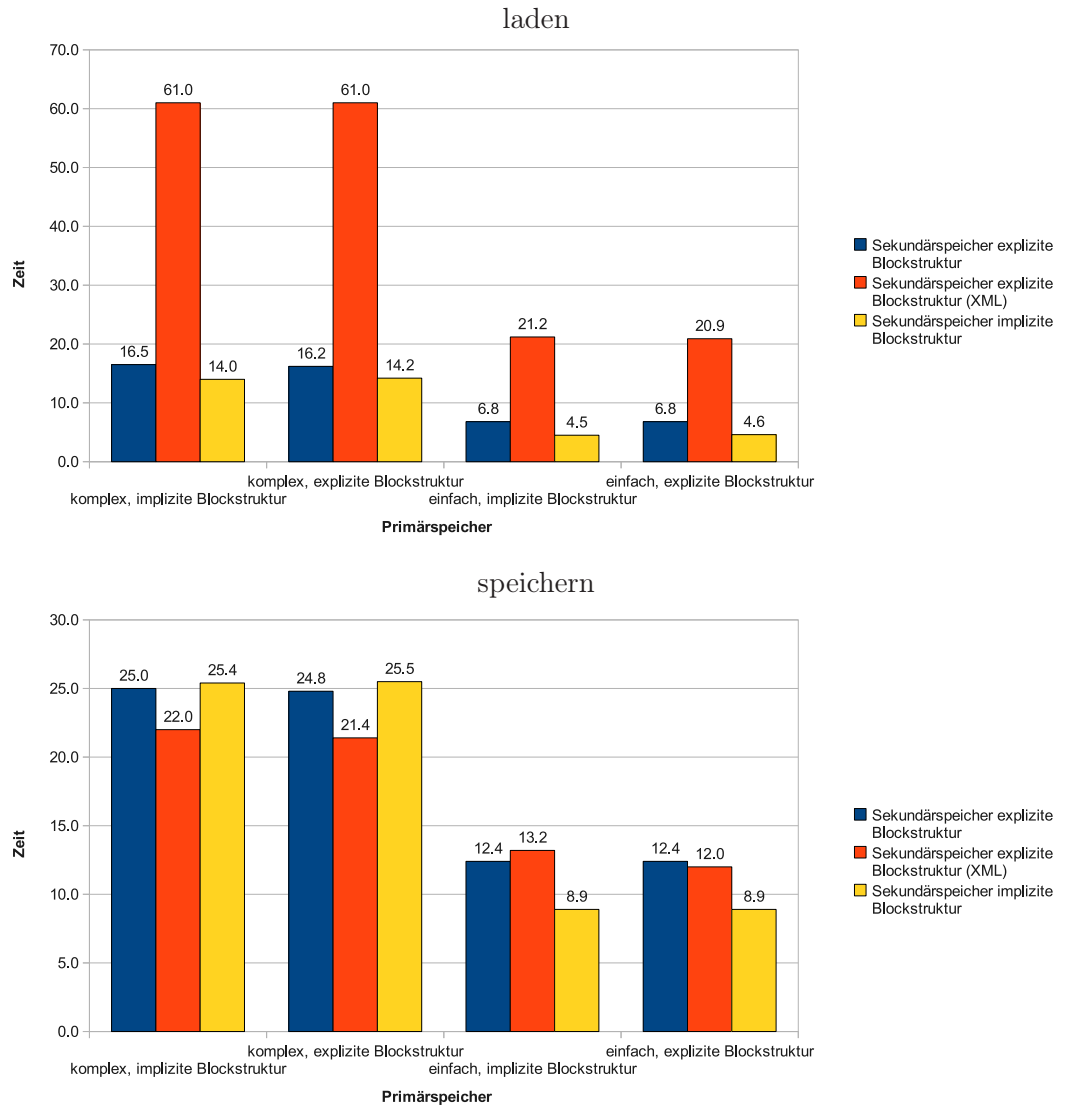 laden
70.0
60.0
50.0
40.0
30.0
20.0
10.0
0.0
Zeit
61.0
61.0
16.5
14.0
16.2
14.2
6.8
21.2
4.5
6.8
20.9
4.6
komplex, explizite Blockstruktur
einfach, explizite Blockstruktur
komplex, implizite Blockstruktur
einfach, implizite Blockstruktur
Primärspeicher
Sekundärspeicher explizite
Blockstruktur
Sekundärspeicher explizite
Blockstruktur (XML)
Sekundärspeicher implizite
Blockstruktur
speichern
30.0
25.0
20.0
15.0
10.0
5.0
0.0
Zeit
25.0
22.0
25.4
24.8
21.4
25.5
12.4
13.2
8.9
12.4
12.0
8.9
komplex, explizite Blockstruktur
einfach, explizite Blockstruktur
komplex, implizite Blockstruktur
einfach, implizite Blockstruktur
Primärspeicher
Sekundärspeicher explizite
Blockstruktur
Sekundärspeicher explizite
Blockstruktur (XML)
Sekundärspeicher implizite
Blockstruktur